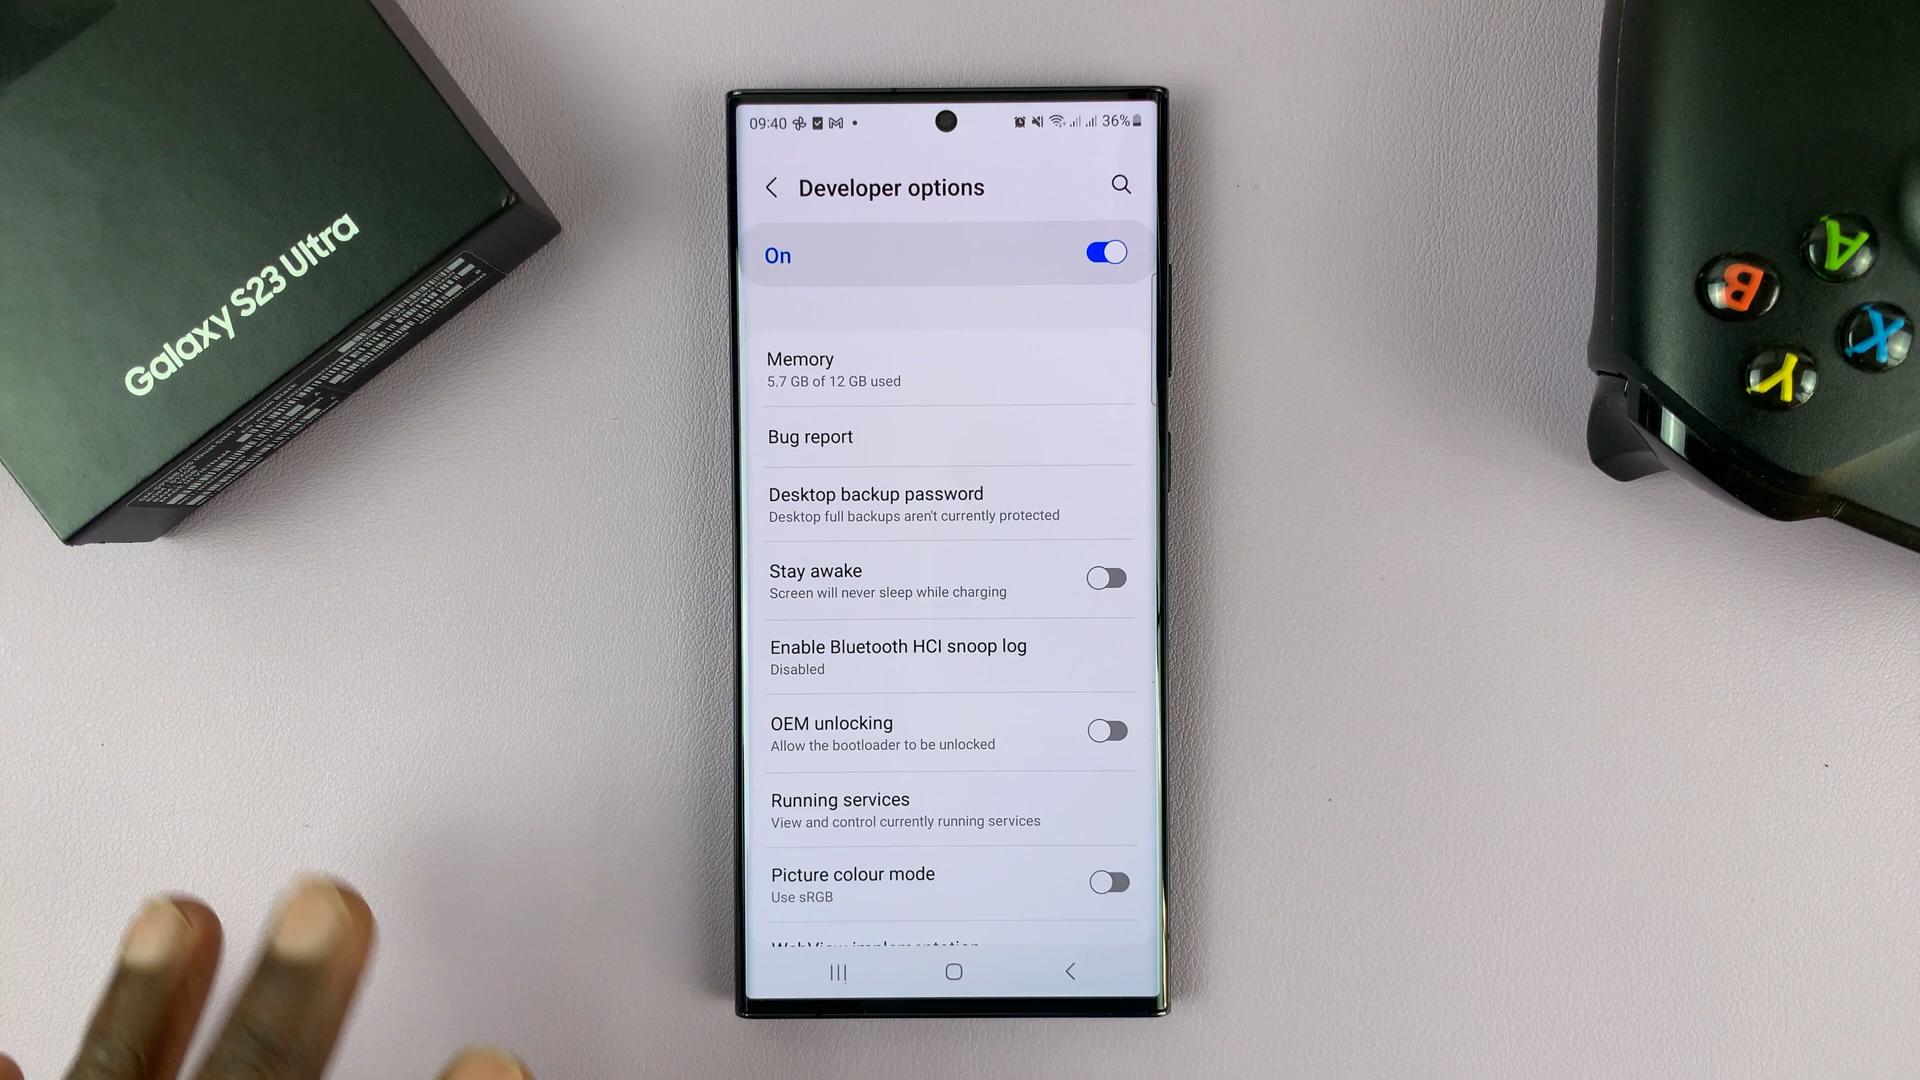 Galaxy S23 Ultra
09:40
36%
Developer options
On
Memory
5.7 GB of 12 GB used
Bug report
Desktop backup password
Desktop full backups aren't currently protected
Stay awake
Screen will never sleep while charging
Enable Bluetooth HCI snoop log
Disabled
OEM unlocking
Allow the bootloader to be unlocked
Running services
View and control currently running services
Picture colour mode
Use sRGB
WebView implementation
A
B
X
Y